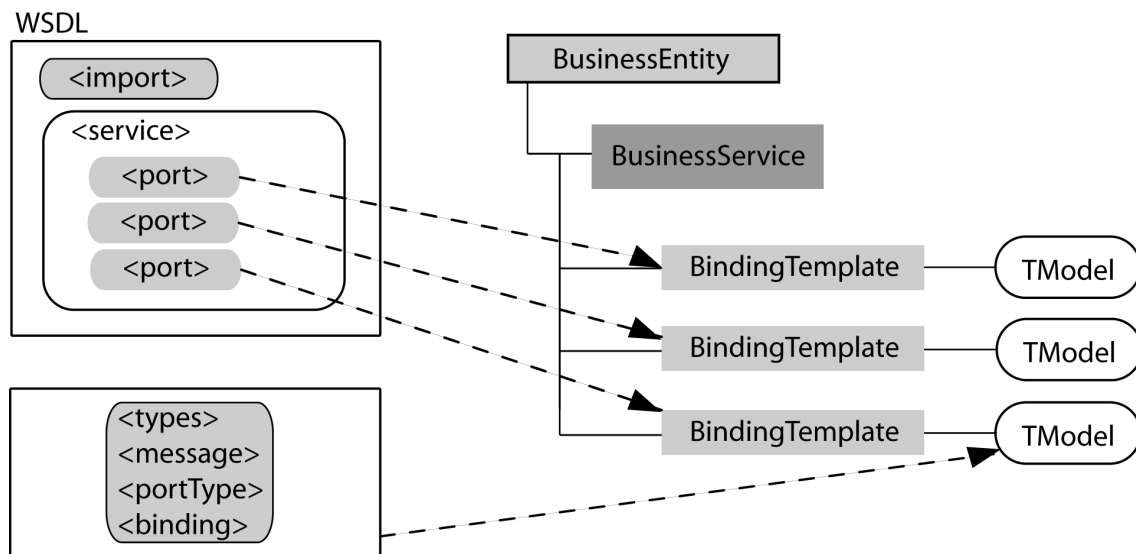 WSDL
<import>
<service>
<port>
<port>
<port>
<types>
<message>
<portType>
<binding>
BusinessEntity
BusinessService
BindingTemplate
TModel
BindingTemplate
TModel
BindingTemplate
TModel